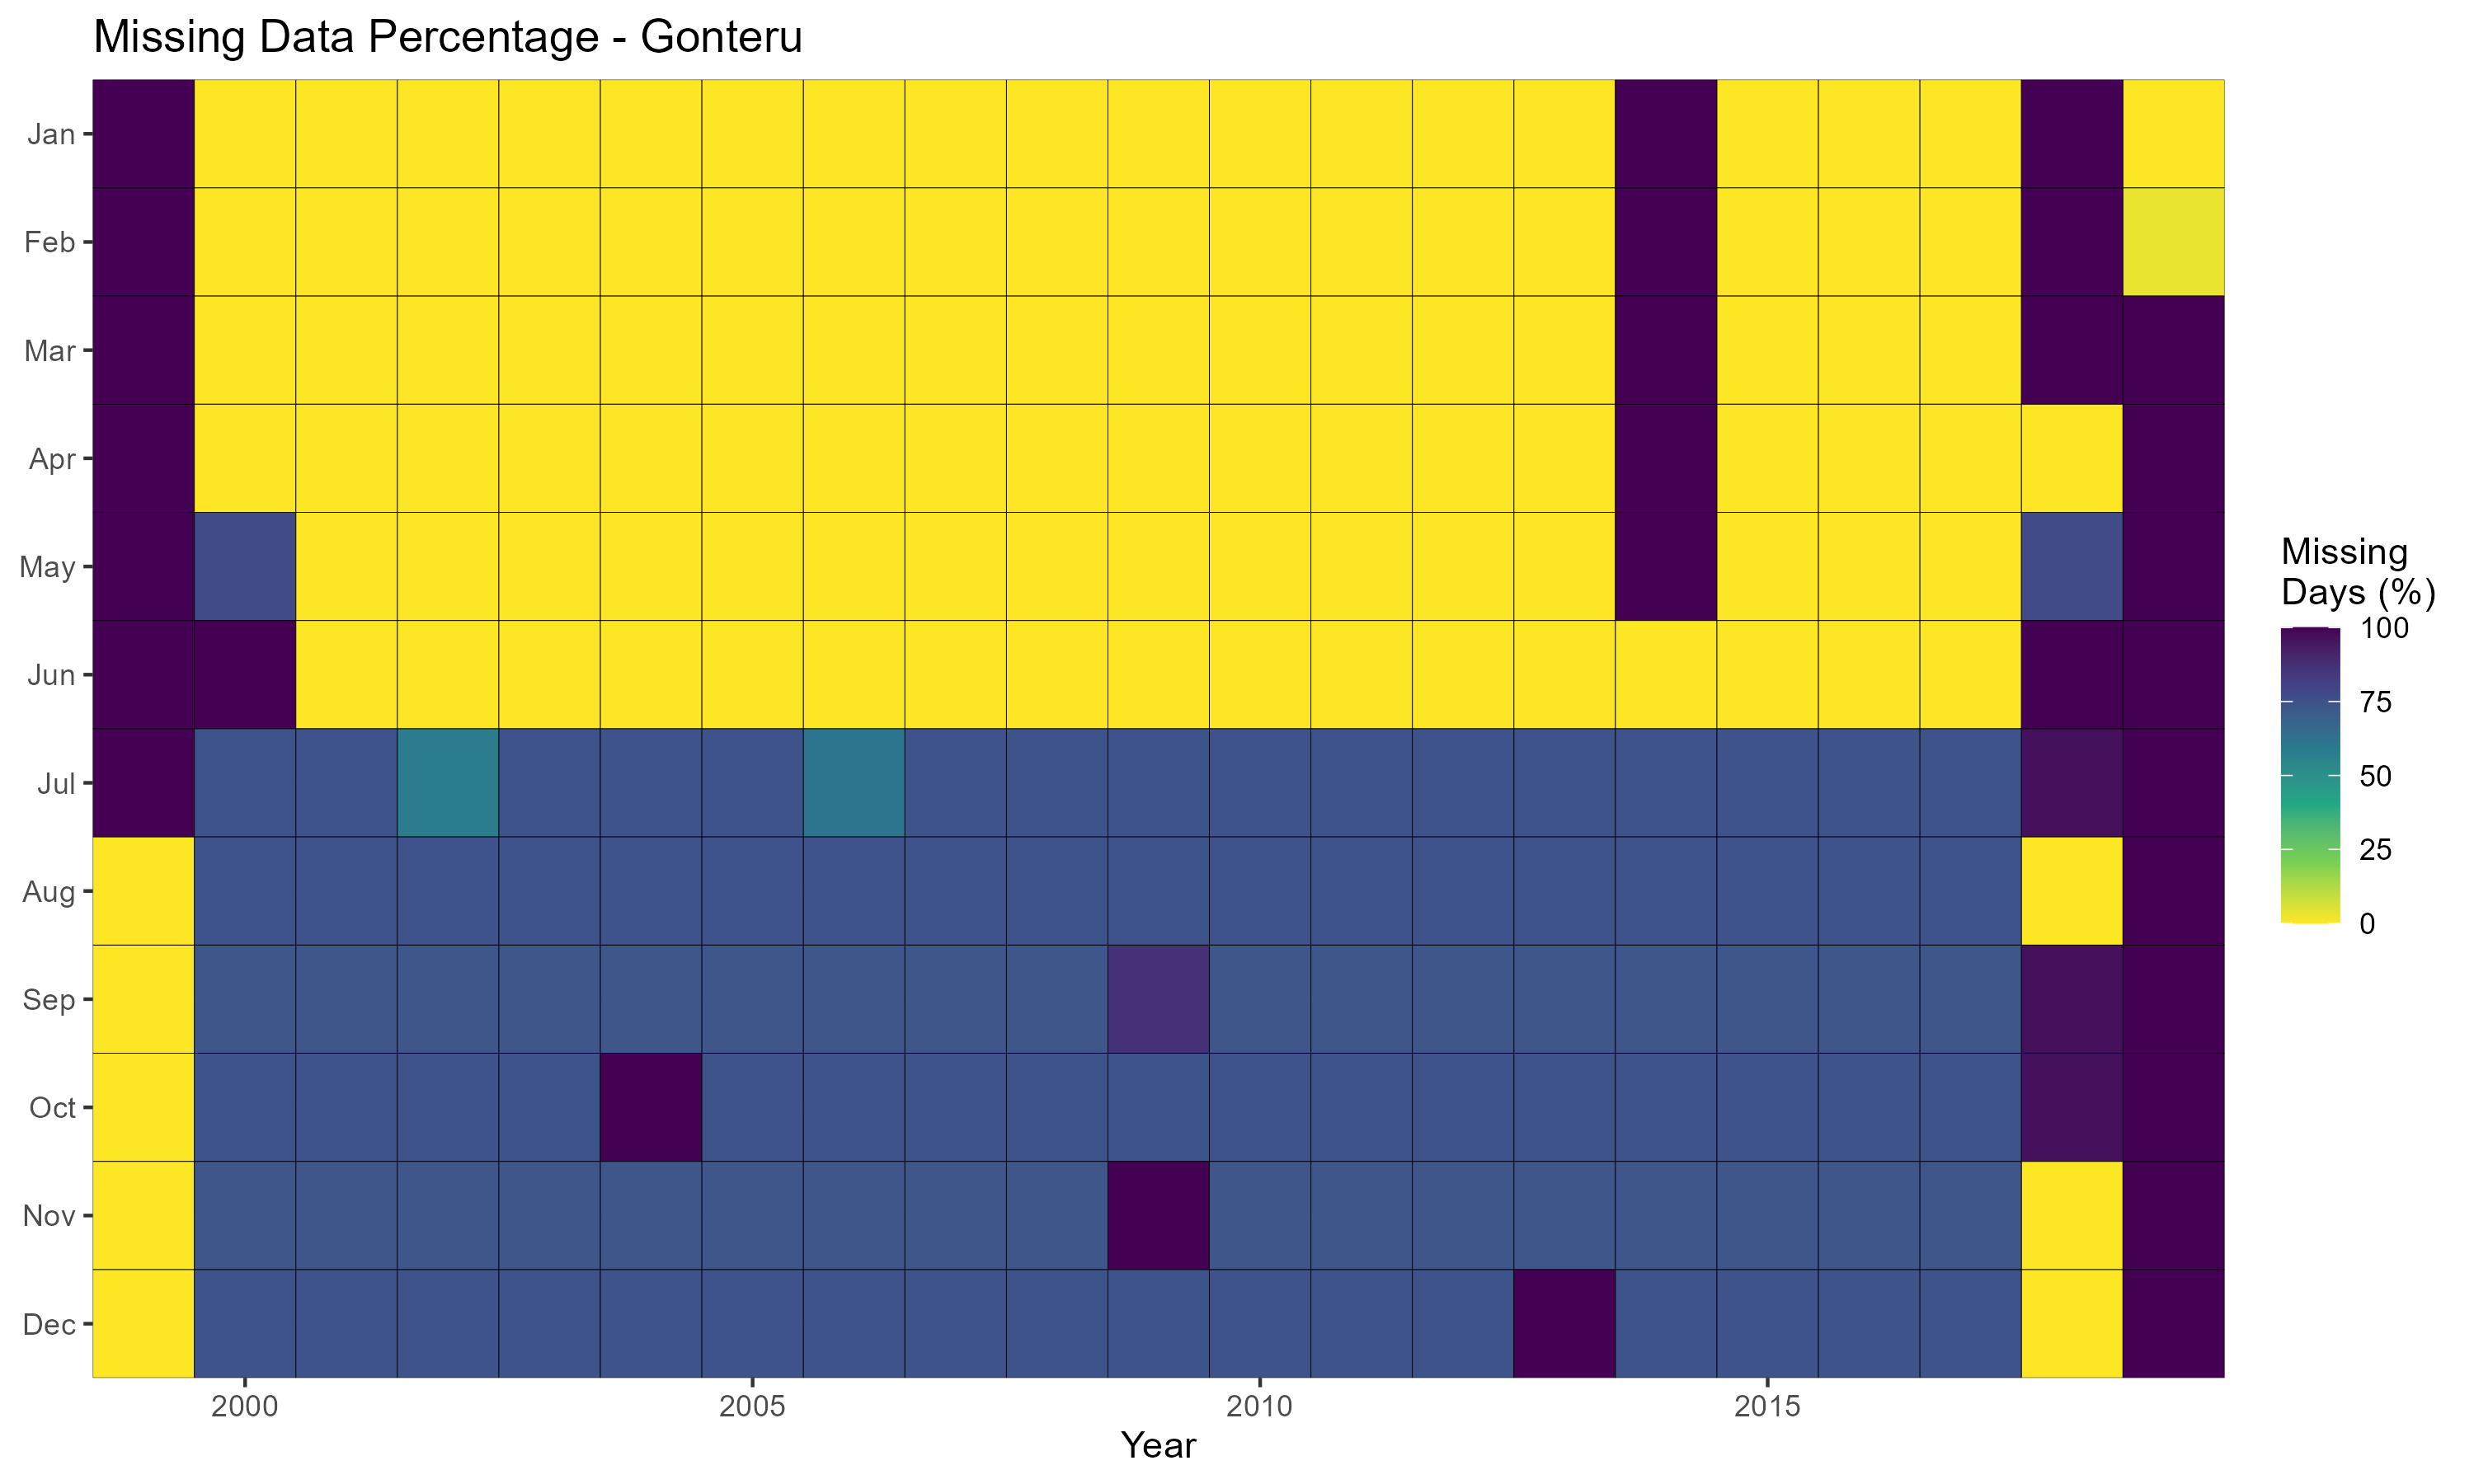 Missing Data Percentage - Gonteru
Jan
Feb
Mar
Apr
May
Jun
Jul
Aug
Sep
Oct
Nov
Dec
2000 2005 2010 2015
Year
Missing
Days (%)
100
75
50
25
0